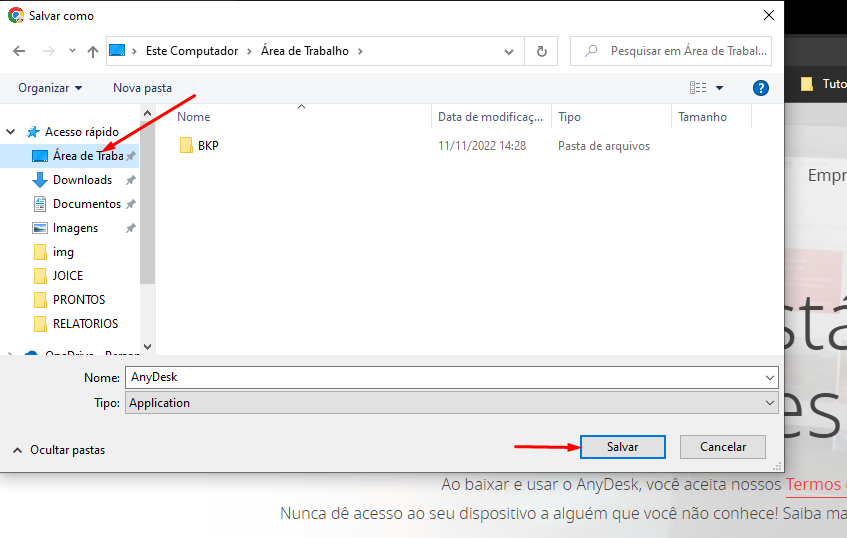 Salvar como
Este Computador > Área de Trabalho >
Pesquisar em Área de Trabal...
Organizar
Nova pasta
Tuto
Nome
Data de modificaç...
Tipo
Tamanho
Acesso rápido
BKP
11/11/2022 14:28
Pasta de arquivos
Área de Traba
Downloads
Documentos
Imagens
img
JOICE
PRONTOS
RELATORIOS
OneDrive - Person
Empr
stá
es
Nome:
AnyDesk
Tipo:
Application
Ocultar pastas
Salvar
Cancelar
Ao baixar e usar o AnyDesk, você aceita nossos Termos
Nunca dê acesso ao seu dispositivo a alguém que você não conhece! Saiba ma